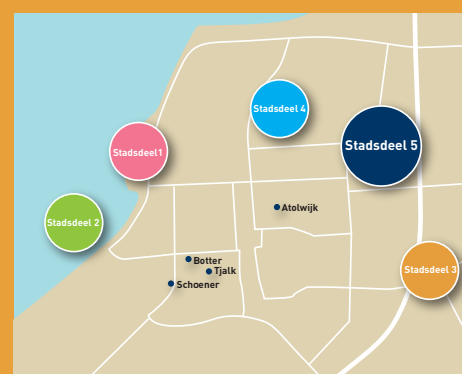 Stadsdeel 4
Stadsdeel1
Stadsdeel 5
Stadsdeel 2
Atolwijk
Botter
Tjalk
Stadsdeel 3
Schoener